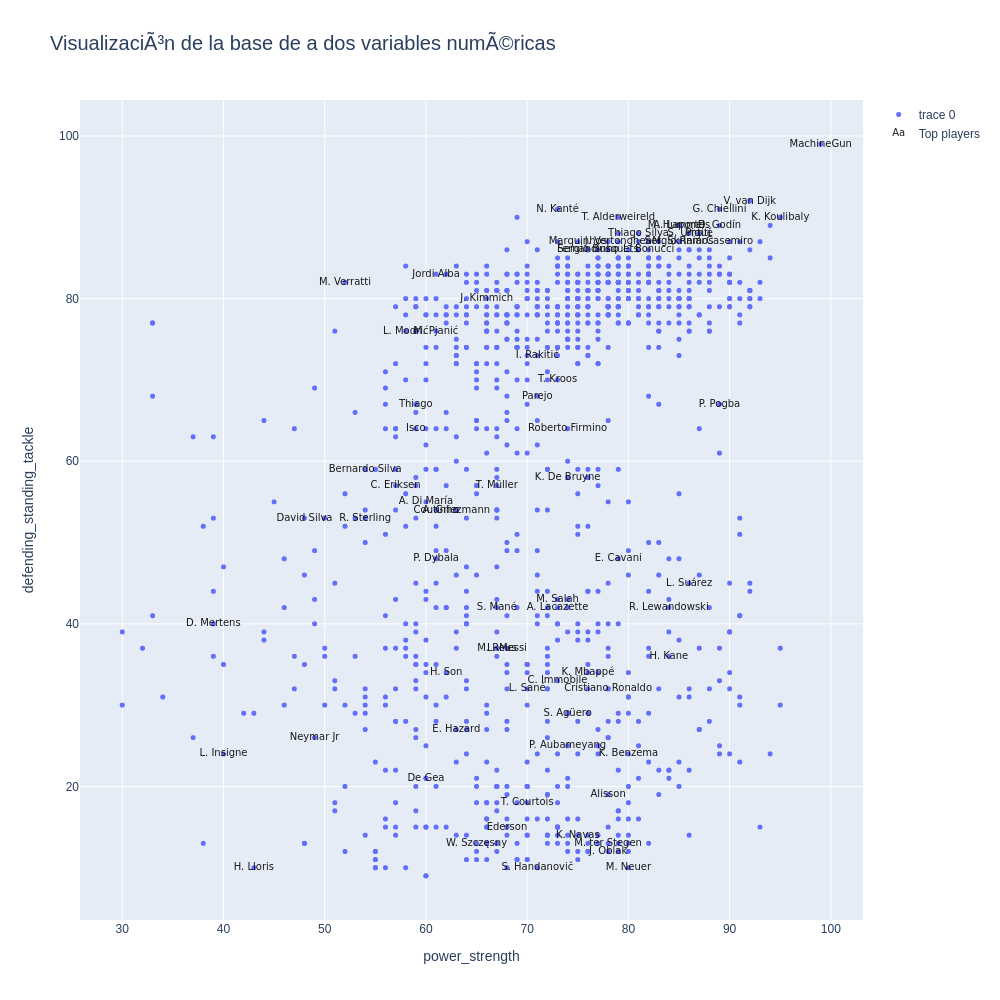 VisualizaciÃ³n de la base de a dos variables numÃ©ricas
trace 0
Aa Top players
100
MachineGun
V. van Dijk
N. Kanté
G. Chiellini
T. Alderweireld
K. Koulibaly
D. Godín
Thiago Silva
Casemiro
L. Bonucci
Jordi Alba
M. Verratti
80
J. Kimmich
L. Modrić
M. Pjanić
I. Rakitić
T. Kroos
Parejo
Thiago
P. Pogba
Isco
Roberto Firmino
60
Bernardo Silva
K. De Bruyne
C. Eriksen
T. Müller
A. Di María
Coutinho
A. Griezmann
David Silva
R. Sterling
P. Dybala
E. Cavani
L. Suárez
M. Salah
S. Mané
A. Lacazette
R. Lewandowski
40
D. Mertens
M. Reus
L. Messi
H. Kane
H. Son
K. Mbappé
C. Immobile
L. Sané
Cristiano Ronaldo
S. Agüero
E. Hazard
Neymar Jr
P. Aubameyang
L. Insigne
K. Benzema
De Gea
20
Alisson
T. Courtois
Ederson
K. Navas
W. Szczęsny
M. ter Stegen
J. Oblak
H. Lloris
S. Handanovič
M. Neuer
30 40 50 60 70 80 90 100
power_strength
defending_standing_tackle